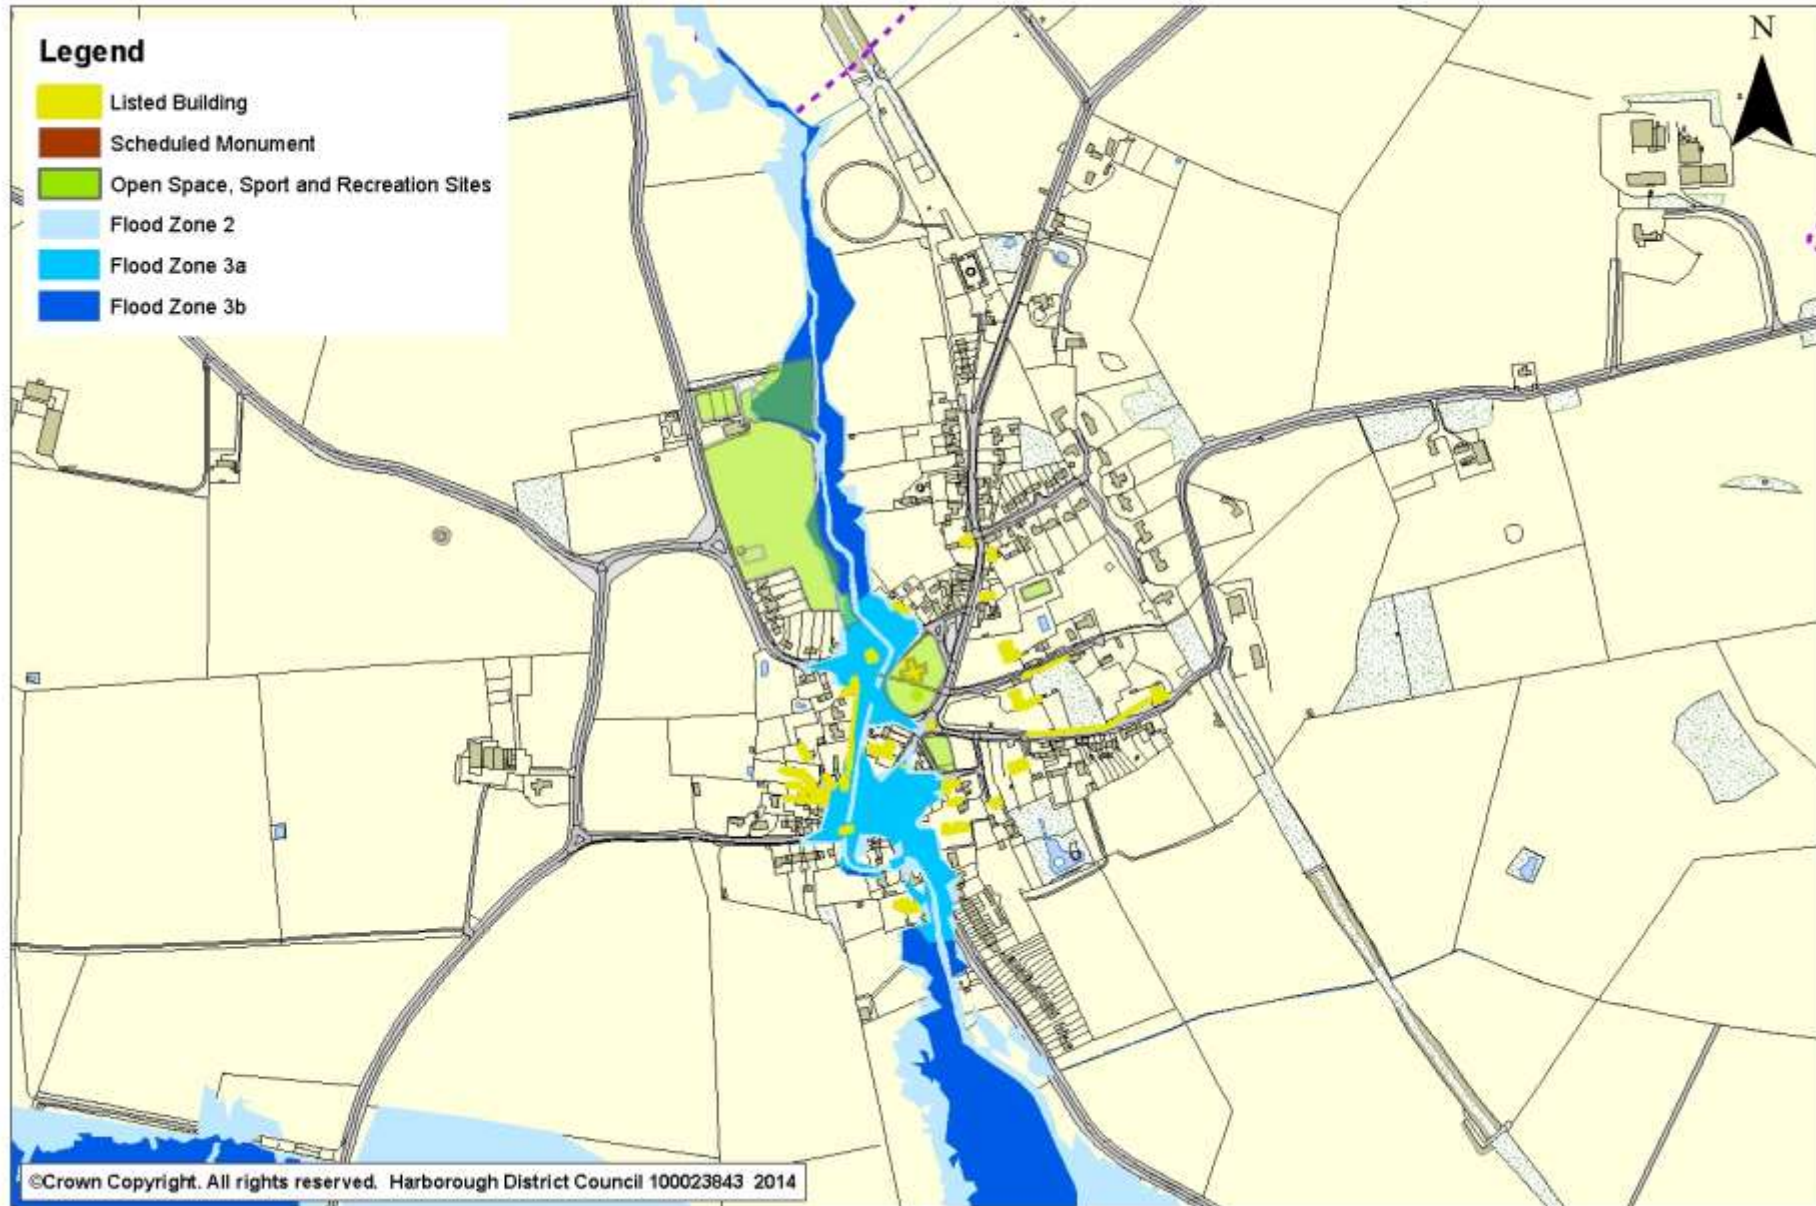 Legend
Listed Building
Scheduled Monument
Open Space, Sport and Recreation Sites
Flood Zone 2
Flood Zone 3a
Flood Zone 3b
N
©Crown Copyright. All rights reserved. Harborough District Council 100023843 2014